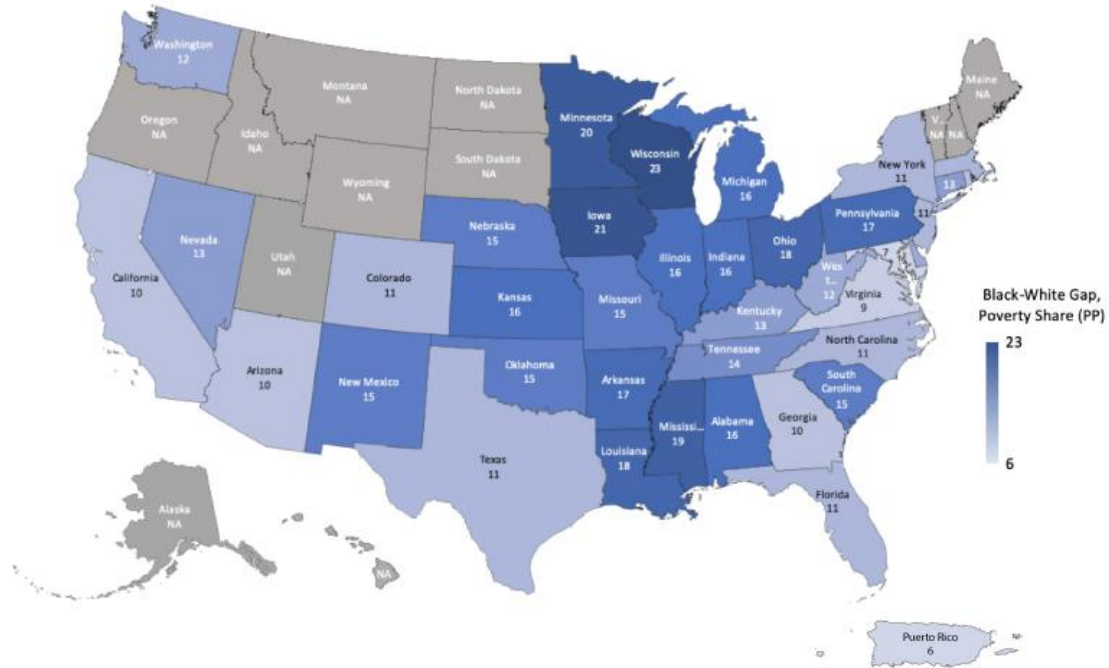 Washington
12
Montana
NA
North Dakota
NA
Minnesota
20
Maine
NA
Oregon
NA
Idaho
NA
South Dakota
NA
Wisconsin
23
V...
NA
NA
Wyoming
NA
Michigan
16
New York
11
13
Iowa
21
Pennsylvania
17
11
Nebraska
15
Nevada
13
Utah
NA
Colorado
11
Illinois
16
Indiana
16
Ohio
18
7
Wes
t...
12
Virginia
9
California
10
Kansas
16
Missouri
15
Kentucky
13
Black-White Gap,
Poverty Share (PP)
23
6
North Carolina
11
Tennessee
14
Arizona
10
New Mexico
15
Oklahoma
15
Arkansas
17
South
Carolina
15
Mississi...
19
Alabama
16
Georgia
10
Texas
11
Louisiana
18
Florida
11
Alaska
NA
NA
Puerto Rico
6